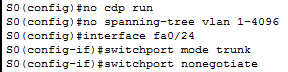 S0(config)#no cdp run
S0(config)#no spanning-tree vlan 1-4096
S0(config)#interface fa0/24
S0(config-if)#switchport mode trunk
S0(config-if)#switchport nonegotiate